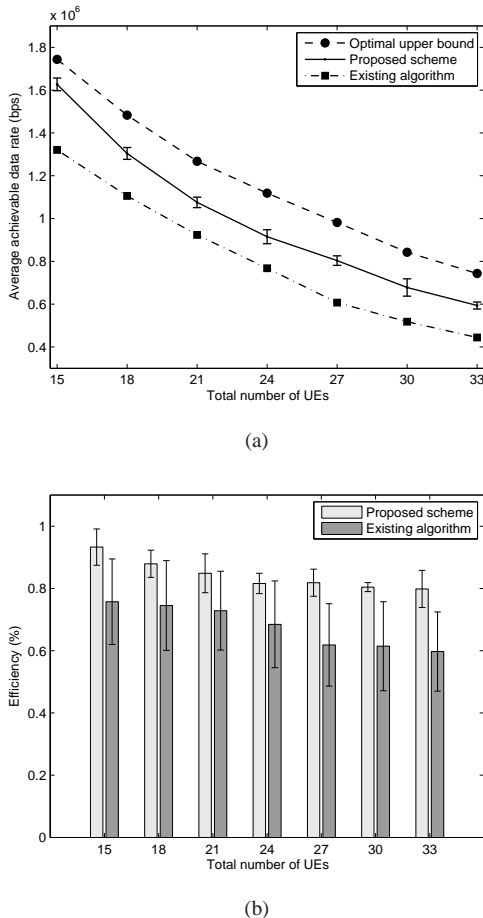 × 10⁶
1.8
1.6
1.4
1.2
1
0.8
0.6
0.4
Average achievable data rate (bps)
Optimal upper bound
Proposed scheme
Existing algorithm
15 18 21 24 27 30 33
Total number of UEs
(a)
1
0.8
0.6
0.4
0.2
0
Efficiency (%)
Proposed scheme
Existing algorithm
15 18 21 24 27 30 33
Total number of UEs
(b)